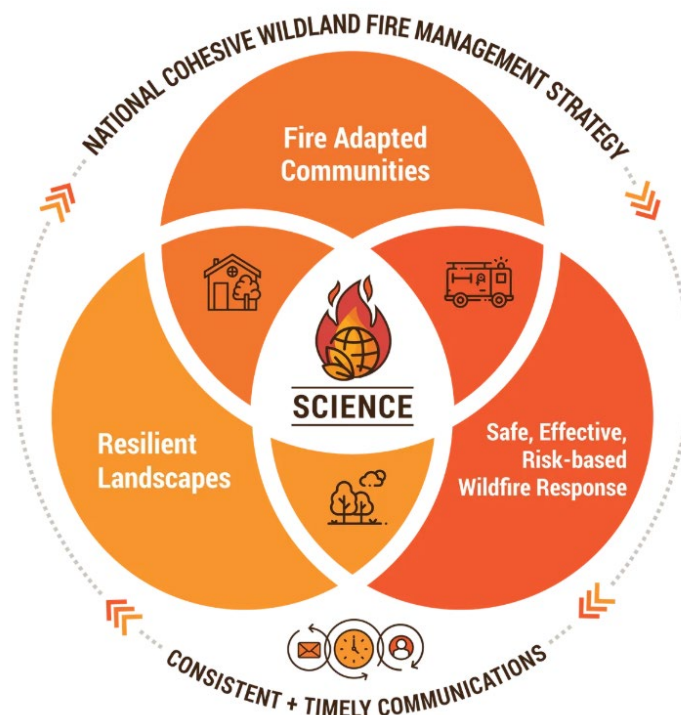 NATIONAL COHESIVE WILDLAND FIRE MANAGEMENT STRATEGY
Fire Adapted
Communities
SCIENCE
Resilient
Landscapes
Safe, Effective,
Risk-based
Wildfire Response
CONSISTENT + TIMELY COMMUNICATIONS